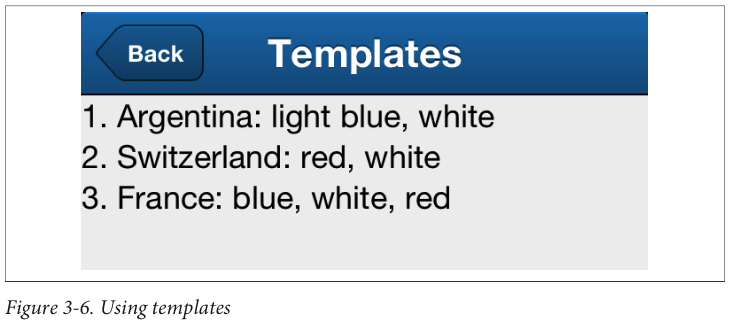 Back
Templates
1. Argentina: light blue, white
2. Switzerland: red, white
3. France: blue, white, red
Figure 3-6. Using templates